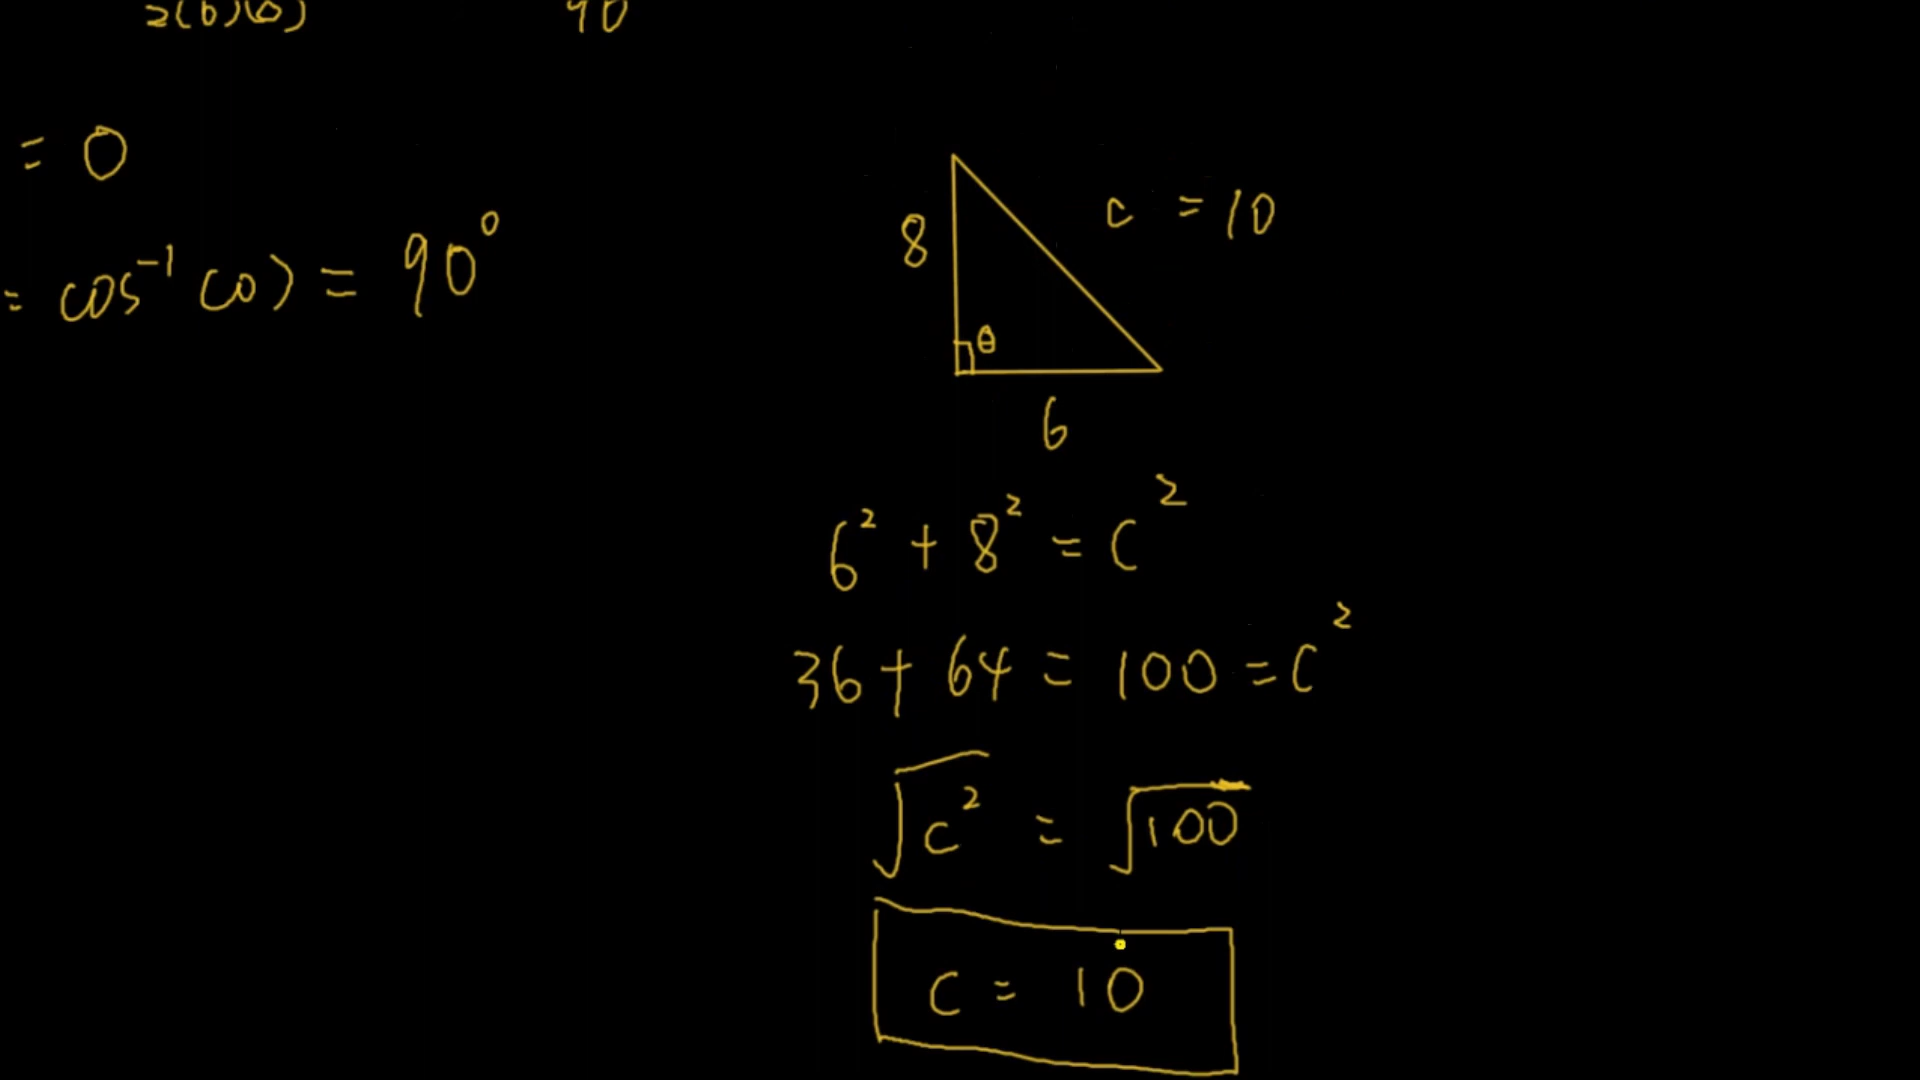 = 0
= cos⁻¹ (0) = 90°
c = 10
8
θ
6
6² + 8² = c²
36 + 64 = 100 = c²
√c² = √100
c = 10